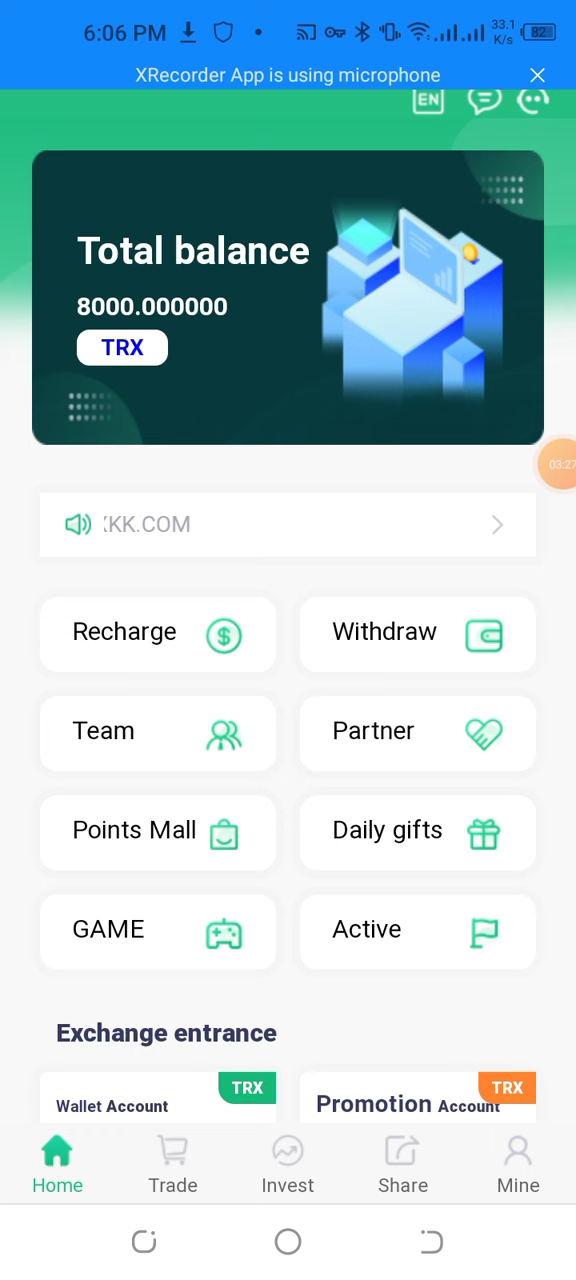 6:06 PM 33.1 K/s 82
XRecorder App is using microphone
EN
Total balance
8000.000000
TRX
03:27
KK.COM
Recharge
Withdraw
Team
Partner
Points Mall
Daily gifts
GAME
Active
Exchange entrance
TRX
Wallet Account
TRX
Promotion Account
Home
Trade
Invest
Share
Mine